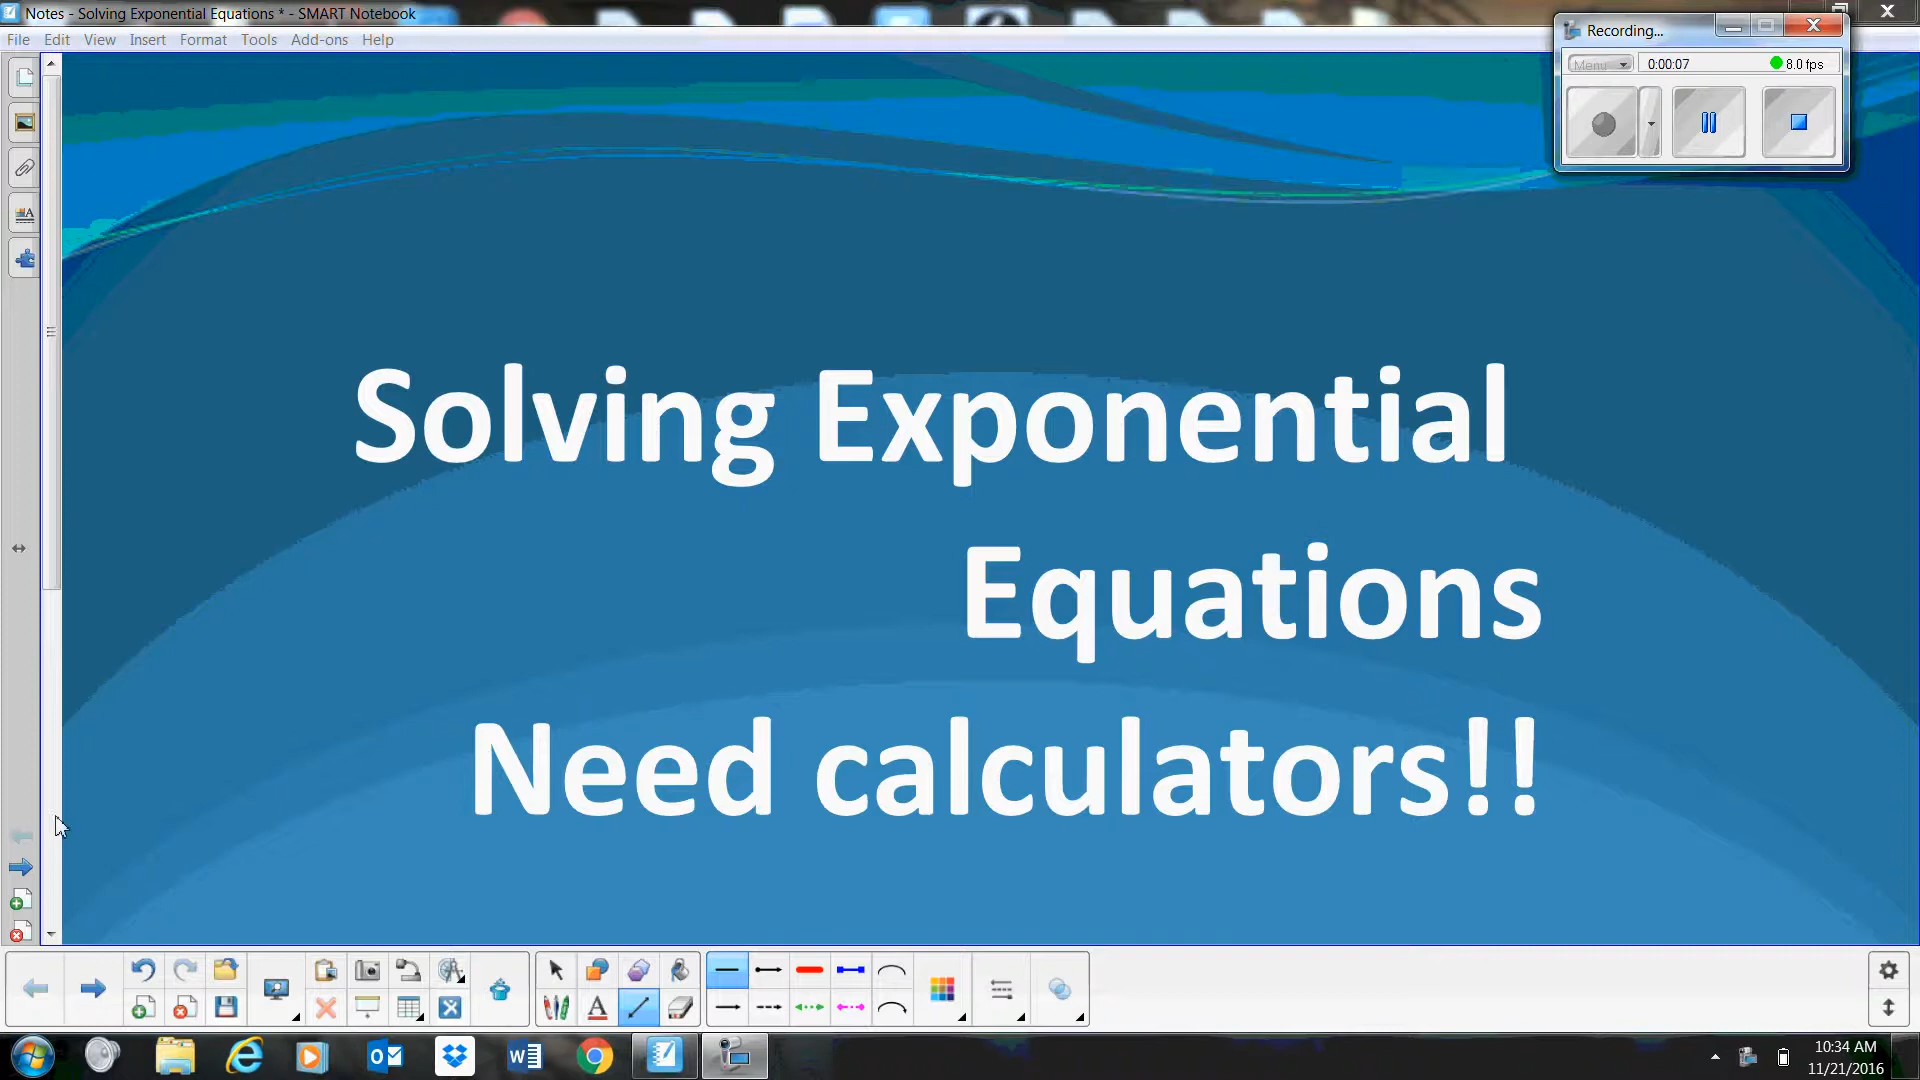 Notes - Solving Exponential Equations * - SMART Notebook
File Edit View Insert Format Tools Add-ons Help
Recording...
Menu 0:00:07 8.0 fps
Solving Exponential
Equations
Need calculators!!
10:34 AM
11/21/2016